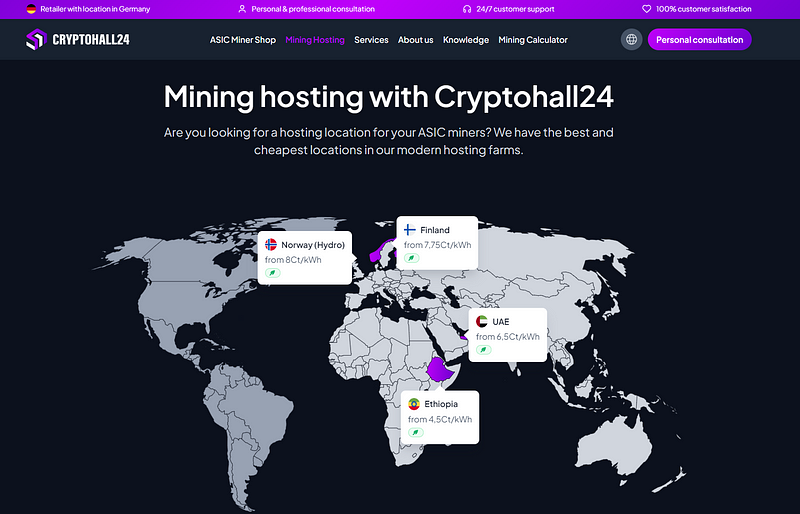 Retailer with location in Germany
Personal & professional consultation
24/7 customer support
100% customer satisfaction
CRYPTOHALL24
ASIC Miner Shop
Mining Hosting
Services
About us
Knowledge
Mining Calculator
Personal consultation
Mining hosting with Cryptohall24
Are you looking for a hosting location for your ASIC miners? We have the best and
cheapest locations in our modern hosting farms.
Finland
from 7,75Ct/kWh
Norway (Hydro)
from 8Ct/kWh
UAE
from 6,5Ct/kWh
Ethiopia
from 4,5Ct/kWh